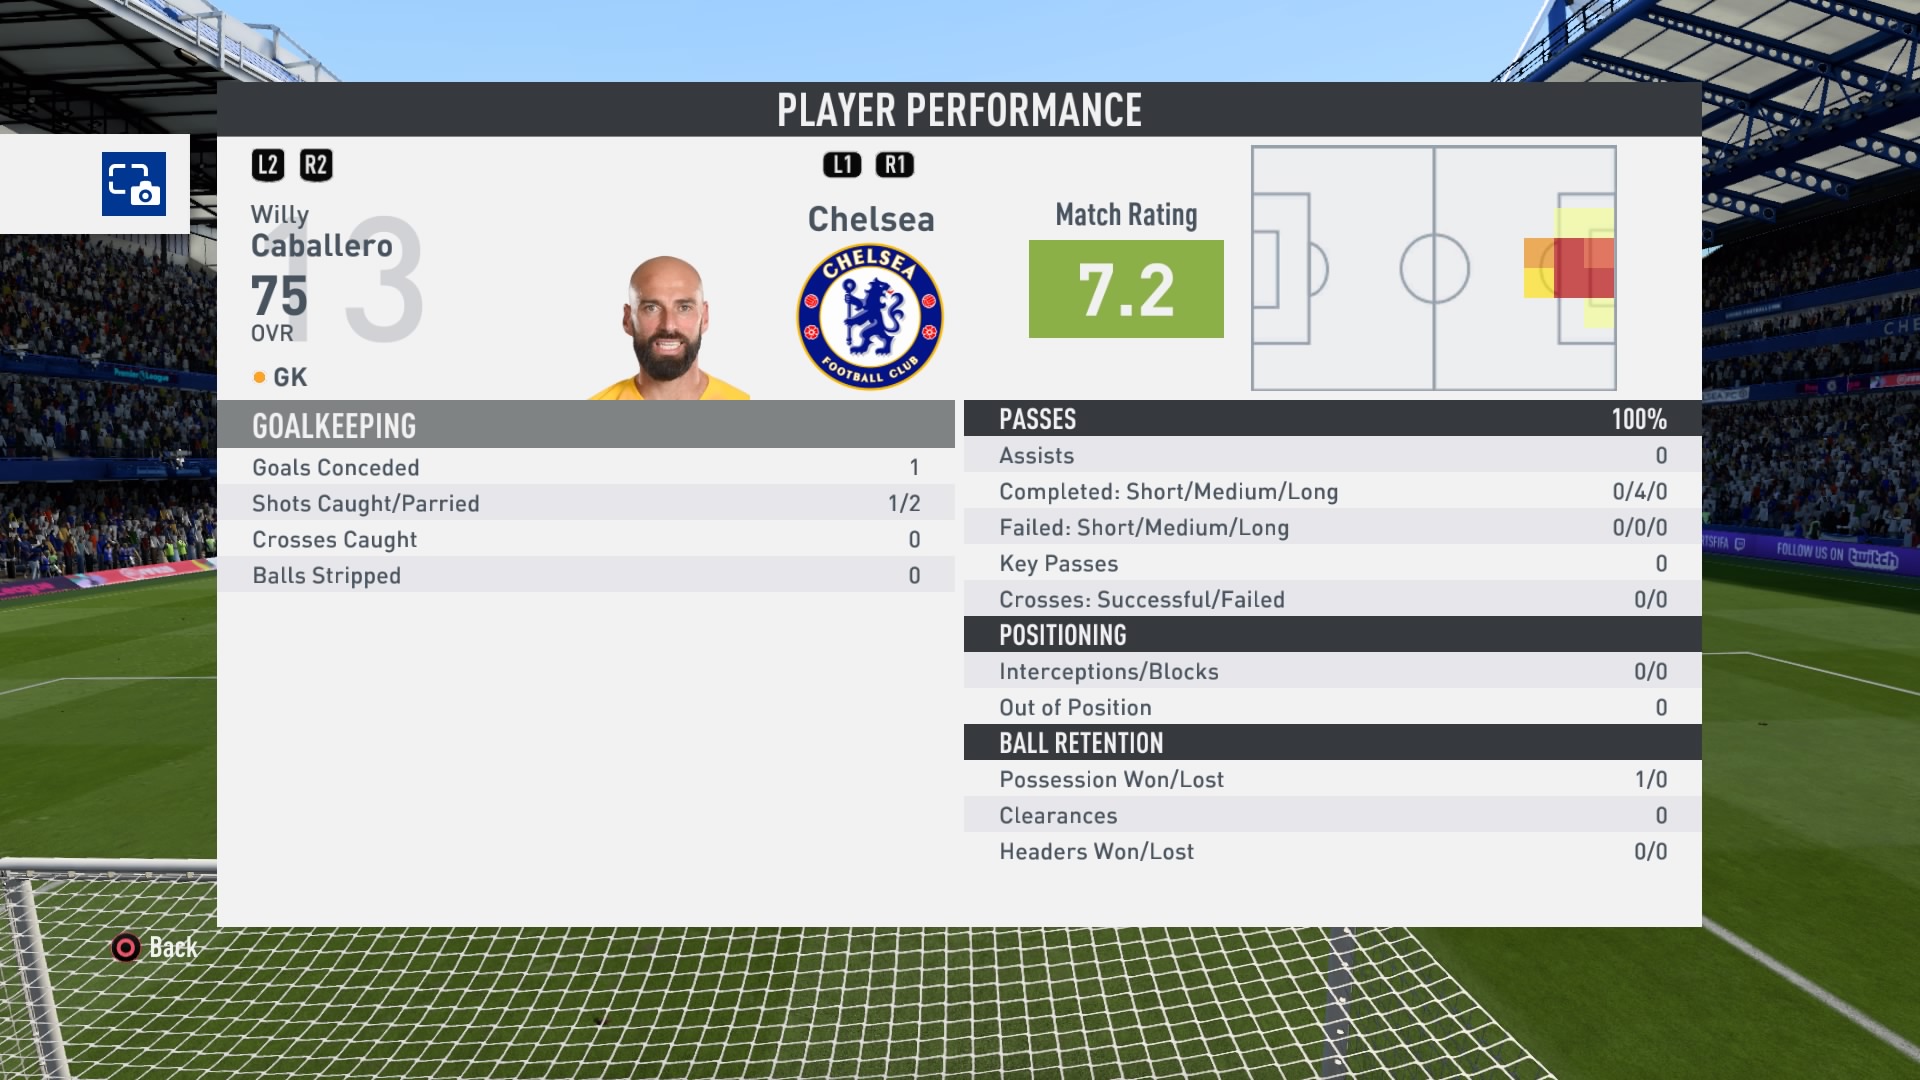 PLAYER PERFORMANCE
L2 R2
L1 R1
13
Willy
Caballero
75
OVR
GK
Chelsea
CHELSEA
FOOTBALL CLUB
Match Rating
7.2
GOALKEEPING
Goals Conceded 1
Shots Caught/Parried 1/2
Crosses Caught 0
Balls Stripped 0
PASSES 100%
Assists 0
Completed: Short/Medium/Long 0/4/0
Failed: Short/Medium/Long 0/0/0
Key Passes 0
Crosses: Successful/Failed 0/0
POSITIONING
Interceptions/Blocks 0/0
Out of Position 0
BALL RETENTION
Possession Won/Lost 1/0
Clearances 0
Headers Won/Lost 0/0
Premier League
CHE
TSFIFA
FOLLOW US ON twitch
Back